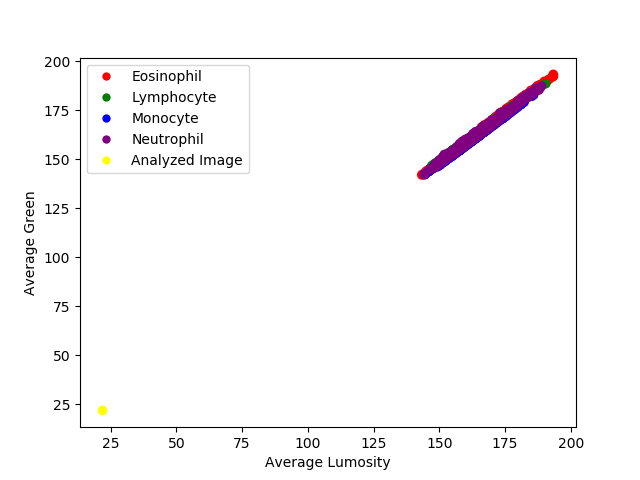 200
175
150
125
100
75
50
25
Average Green
Eosinophil
Lymphocyte
Monocyte
Neutrophil
Analyzed Image
25 50 75 100 125 150 175 200
Average Lumosity